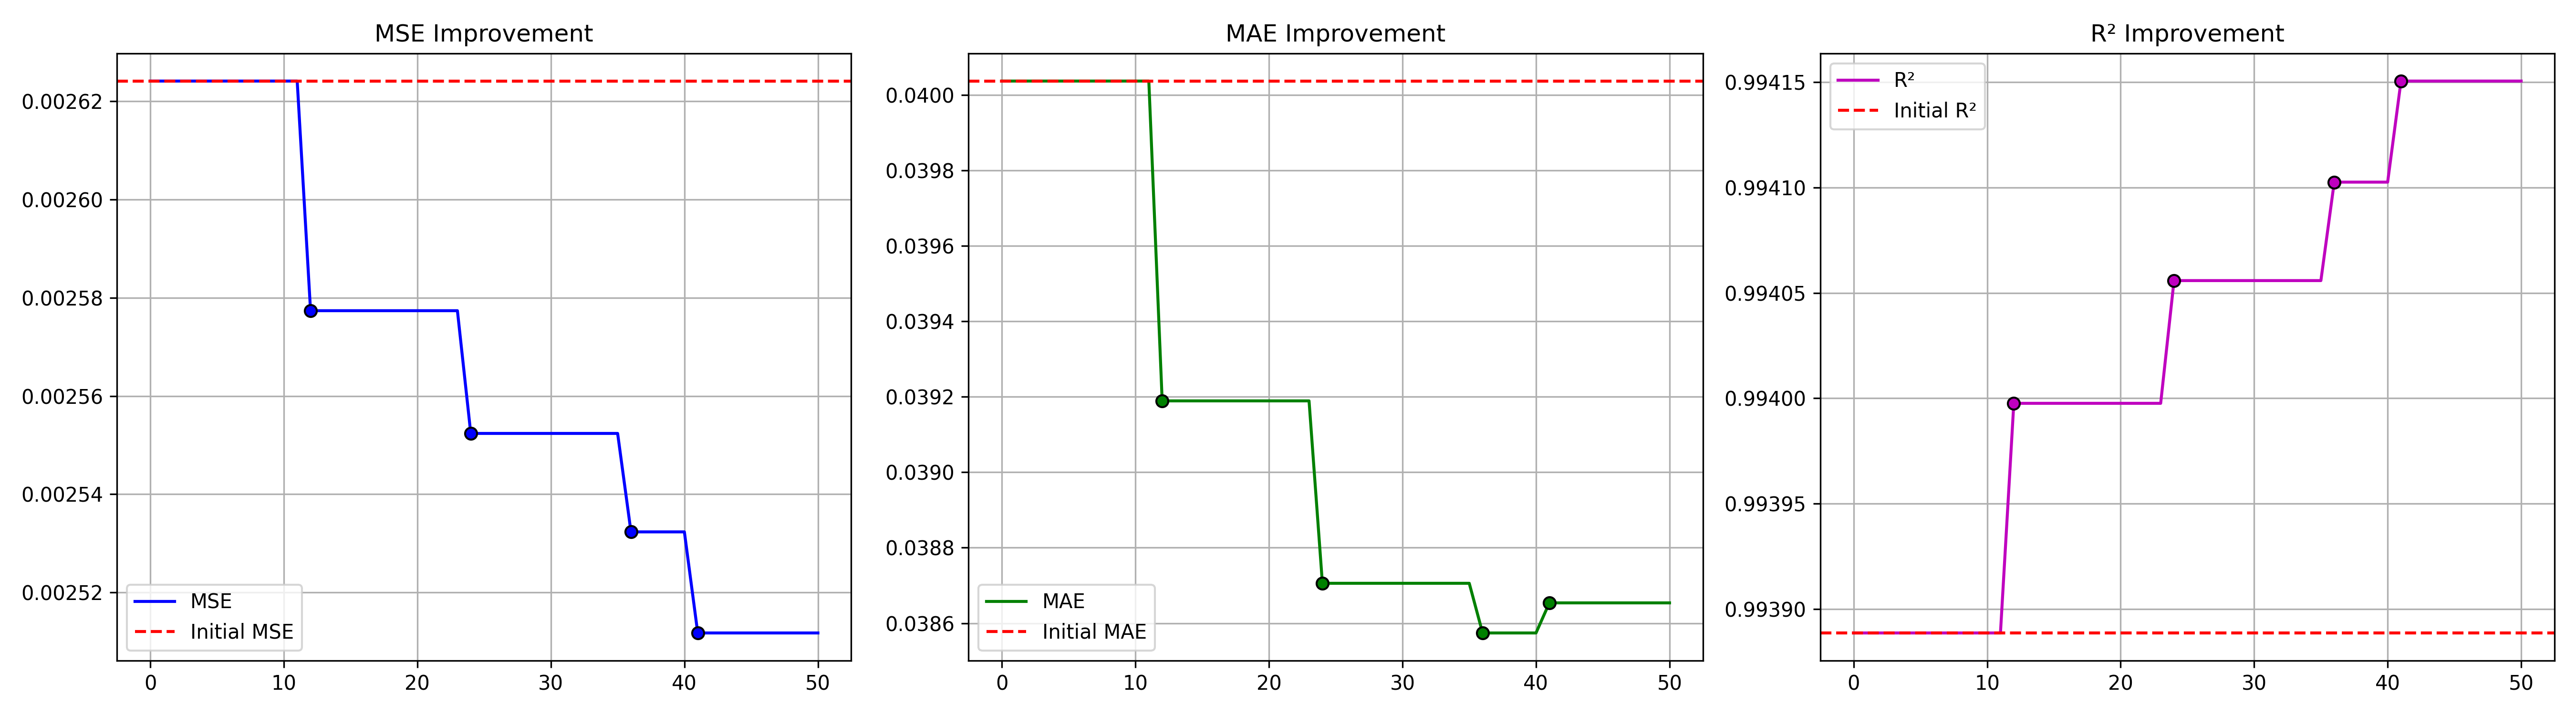 MSE Improvement
0.00262
0.00260
0.00258
0.00256
0.00254
0.00252
MSE
Initial MSE
0 10 20 30 40 50
MAE Improvement
0.0400
0.0398
0.0396
0.0394
0.0392
0.0390
0.0388
0.0386
MAE
Initial MAE
0 10 20 30 40 50
R² Improvement
0.99415
0.99410
0.99405
0.99400
0.99395
0.99390
R²
Initial R²
0 10 20 30 40 50